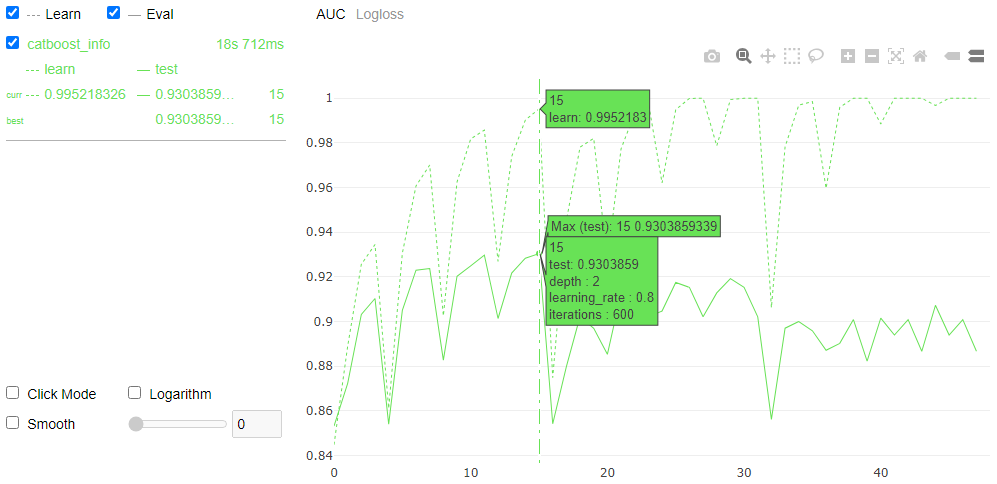 --- Learn — Eval
catboost_info 18s 712ms
--- learn — test
curr --- 0.995218326 — 0.9303859... 15
best 0.9303859... 15
Click Mode Logarithm
Smooth 0
AUC Logloss
1
0.98
0.96
0.94
0.92
0.9
0.88
0.86
0.84
0 10 20 30 40
15
learn: 0.9952183
Max (test): 15 0.9303859339
15
test: 0.9303859
depth : 2
learning_rate : 0.8
iterations : 600